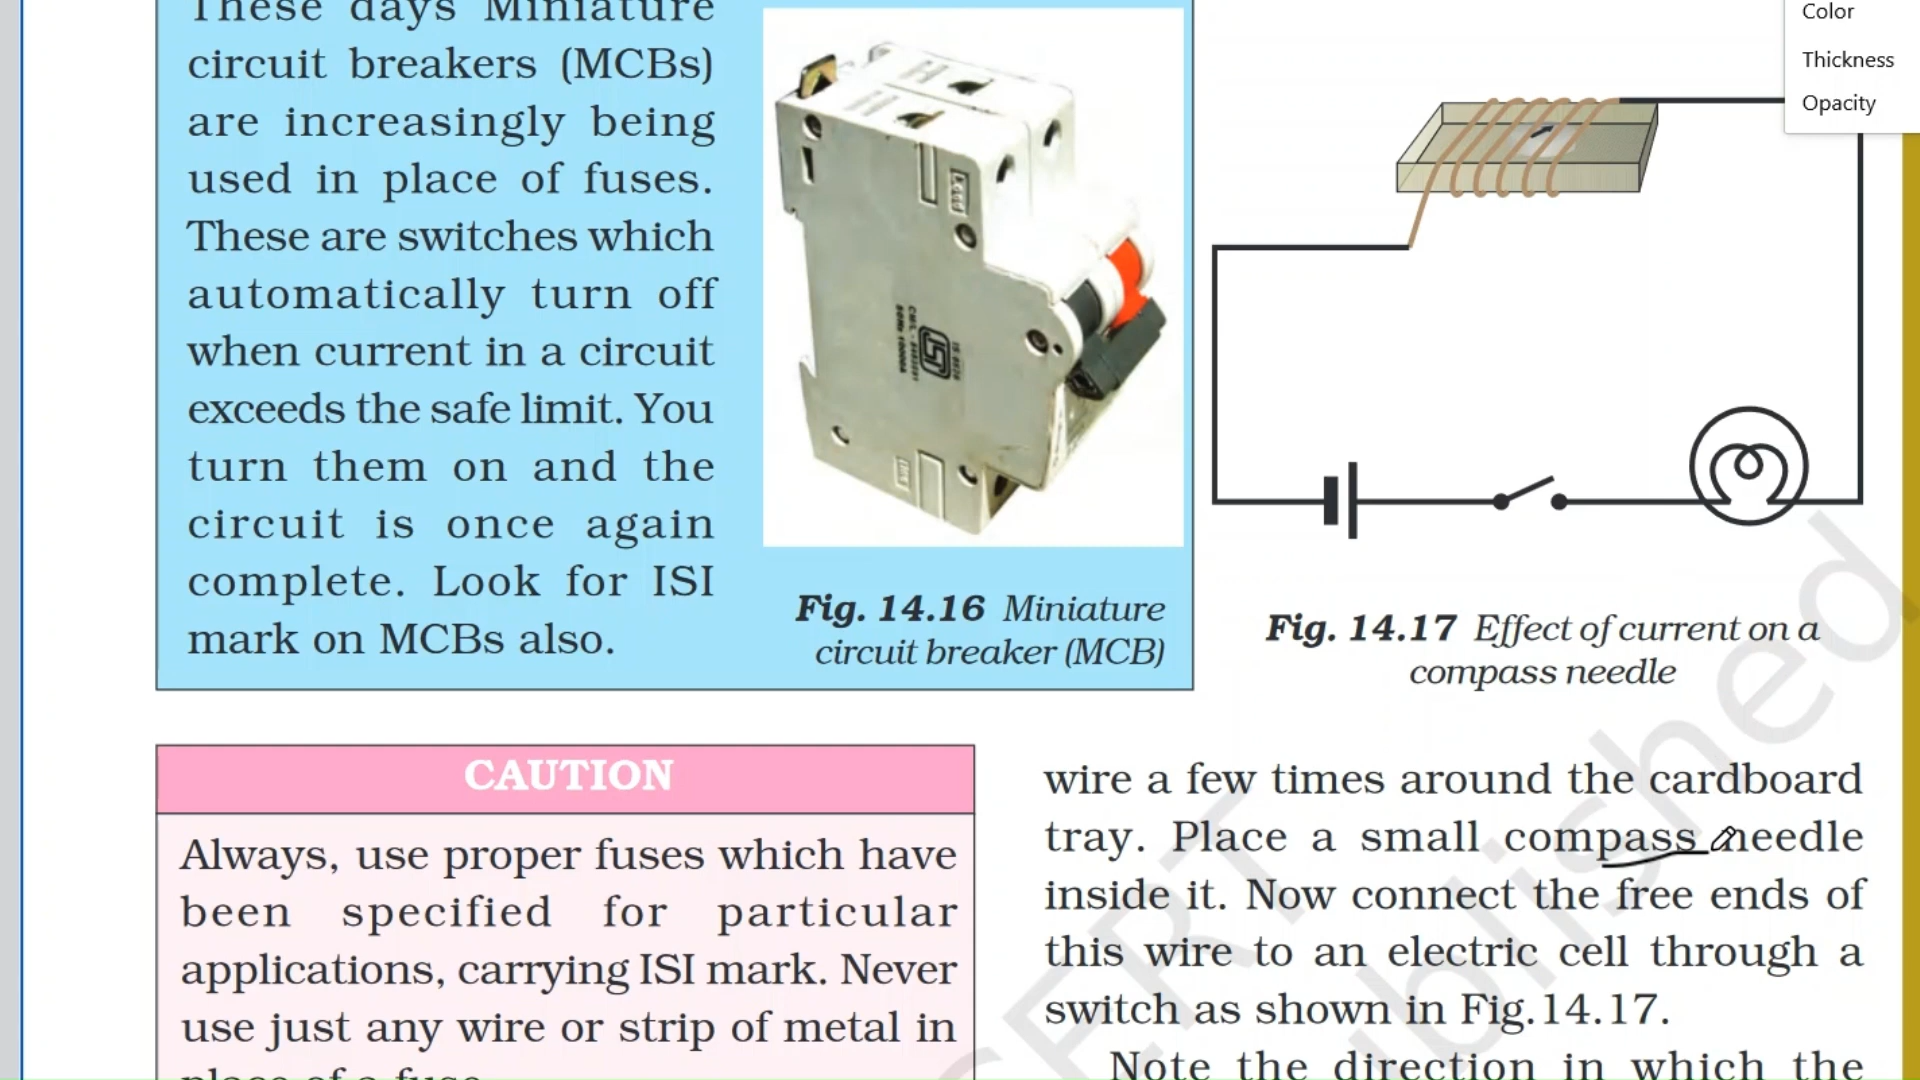 These days Miniature
circuit breakers (MCBs)
are increasingly being
used in place of fuses.
These are switches which
automatically turn off
when current in a circuit
exceeds the safe limit. You
turn them on and the
circuit is once again
complete. Look for ISI
mark on MCBs also.
Fig. 14.16 Miniature
circuit breaker (MCB)
Color
Thickness
Opacity
Fig. 14.17 Effect of current on a
compass needle
CAUTION
Always, use proper fuses which have
been specified for particular
applications, carrying ISI mark. Never
use just any wire or strip of metal in
place of a fuse.
wire a few times around the cardboard
tray. Place a small compass needle
inside it. Now connect the free ends of
this wire to an electric cell through a
switch as shown in Fig.14.17.
Note the direction in which the